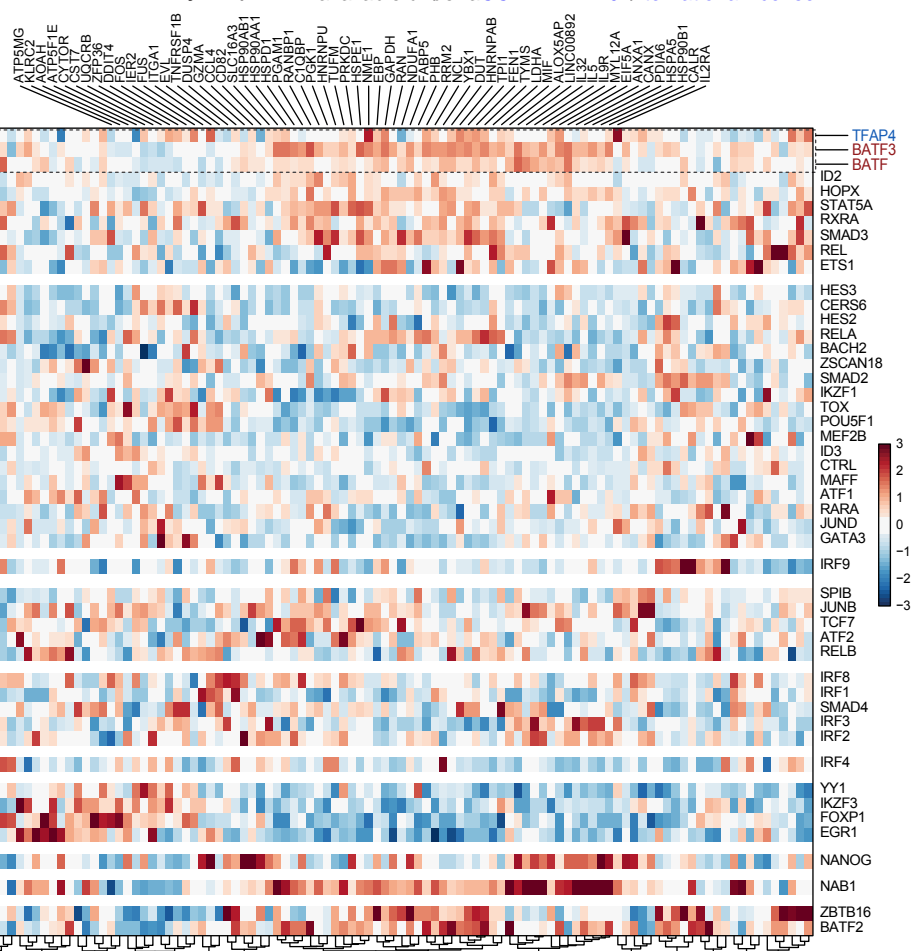 ATP5MG
KLRC2
AOAH
ATP5F1E
CYTOR
CST7
UQCRB
ZFP36
DDIT4
FOS
IER2
FUS
ITGA1
EVL
TNFRSF1B
DUSP4
GZMA
CCL4
CD82
SLC16A3
HSP90AB1
HSP90AA1
HSPD1
PGAM1
RANBP1
C1QBP
PGK1
HNRNPU
TUFM
PRKDC
HSPE1
NME1
EBP
GAPDH
RAN
NDUFA1
FABP5
HELB
RRM2
NCL
YBX1
DUT
HNRNPAB
TPI1
FEN1
TYMS
LDHA
MIF
ALOX5AP
LINC00892
IL32
IL5
IL9R
MYL12A
EIF5A
ANXA1
CANX
PDIA6
HSPA5
HSP90B1
CALR
IL2RA
TFAP4
BATF3
BATF
ID2
HOPX
STAT5A
RXRA
SMAD3
REL
ETS1
HES3
CERS6
HES2
RELA
BACH2
ZSCAN18
SMAD2
IKZF1
TOX
POU5F1
MEF2B
ID3
CTRL
MAFF
ATF1
RARA
JUND
GATA3
IRF9
SPIB
JUNB
TCF7
ATF2
RELB
IRF8
IRF1
SMAD4
IRF3
IRF2
IRF4
YY1
IKZF3
FOXP1
EGR1
NANOG
NAB1
ZBTB16
BATF2
3
2
1
0
−1
−2
−3